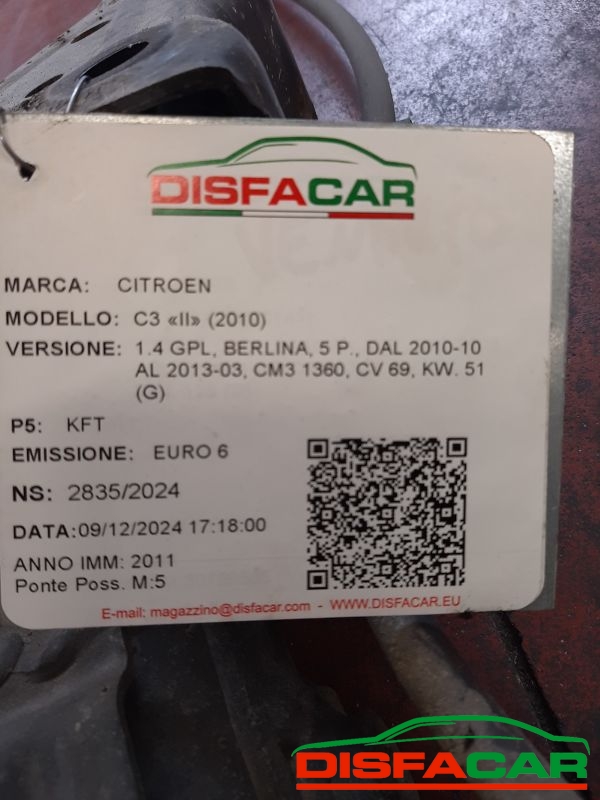 DISFACAR
MARCA: CITROEN
MODELLO: C3 «II» (2010)
VERSIONE: 1.4 GPL, BERLINA, 5 P., DAL 2010-10
AL 2013-03, CM3 1360, CV 69, KW. 51
(G)
P5: KFT
EMISSIONE: EURO 6
NS: 2835/2024
DATA:09/12/2024 17:18:00
ANNO IMM: 2011
Ponte Poss. M:5
E-mail: magazzino@disfacar.com - WWW.DISFACAR.EU
DISFACAR